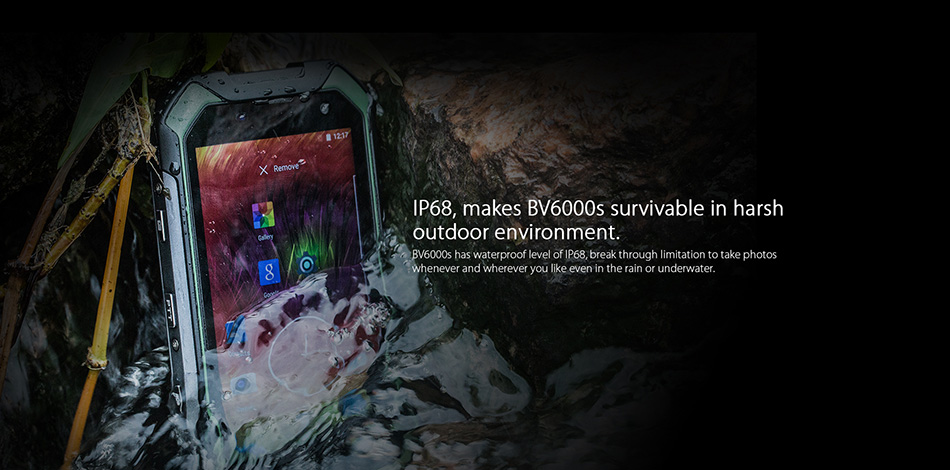 12:17
Remove
Gallery
IP68, makes BV6000s survivable in harsh
outdoor environment.
BV6000s has waterproof level of IP68, break through limitation to take photos
whenever and wherever you like even in the rain or underwater.
PTT